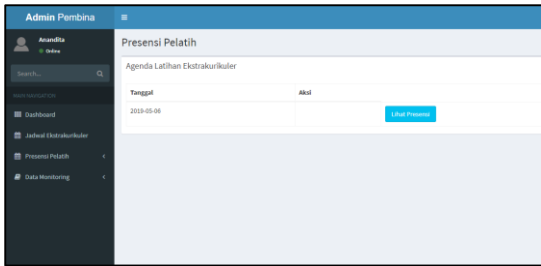 Admin Pembina
Anandita
Online
Search...
MAIN NAVIGATION
Dashboard
Jadwal Ekstrakurikuler
Presensi Pelatih
Data Monitoring
Presensi Pelatih
Agenda Latihan Ekstrakurikuler
Tanggal Aksi
2019-05-06 Lihat Presensi